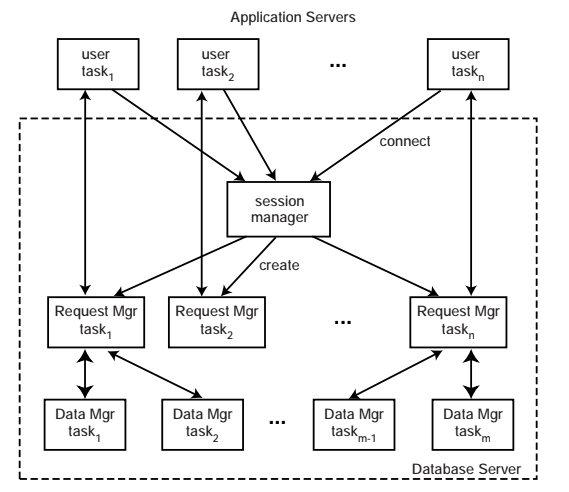 Application Servers
user
task1
user
task2
...
user
taskn
connect
session
manager
create
Request Mgr
task1
Request Mgr
task2
...
Request Mgr
taskn
Data Mgr
task1
Data Mgr
task2
...
Data Mgr
taskm-1
Data Mgr
taskm
Database Server